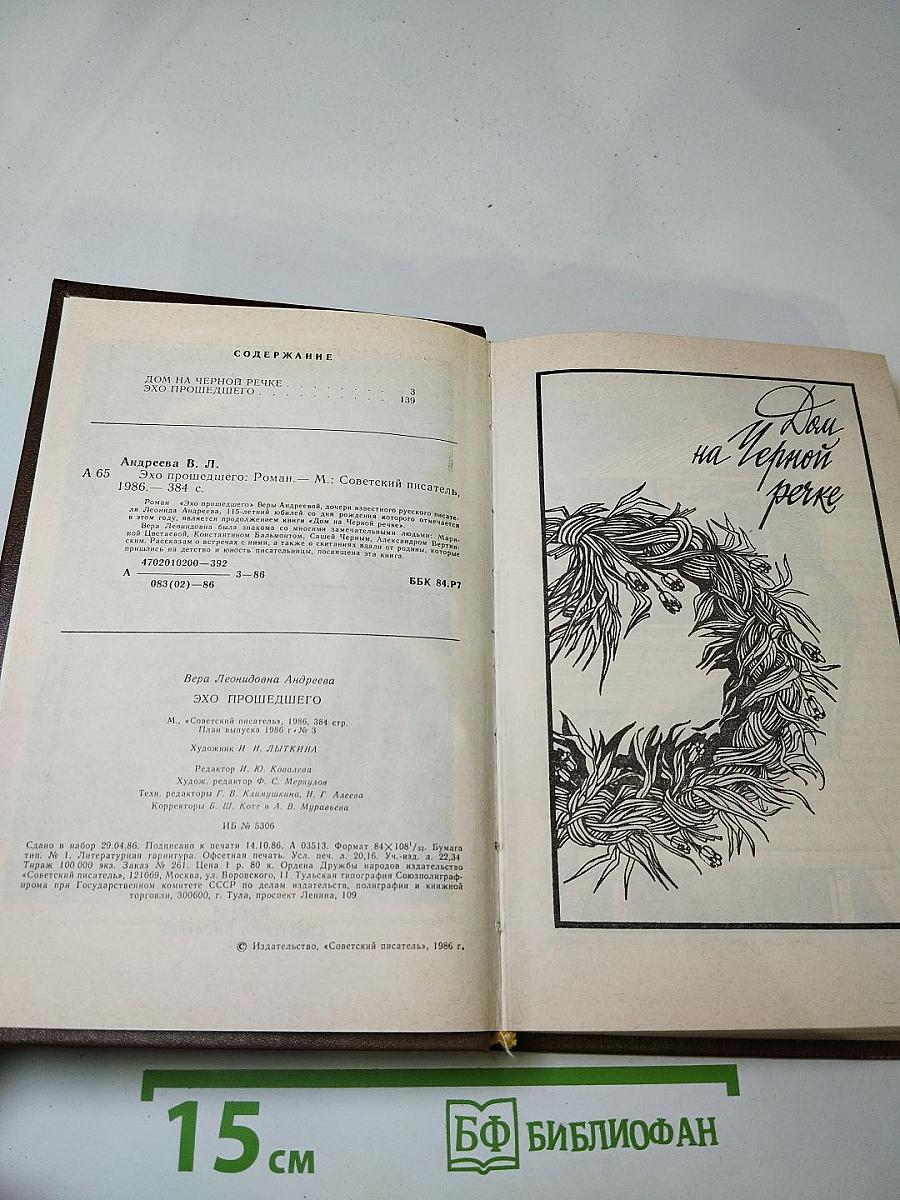 СОДЕРЖАНИЕ
ДОМ НА ЧЕРНОЙ РЕЧКЕ . . . . . . . . . 3
ЭХО ПРОШЕДШЕГО . . . . . . . . . . 139
Андреева В. Л.
А 65 Эхо прошедшего: Роман.— М.: Советский писатель,
1986.— 384 с.
Роман «Эхо прошедшего» Веры Андреевой, дочери известного русского писате-
ля Леонида Андреева, 115-летний юбилей со дня рождения которого отмечается
в этом году, является продолжением книги «Дом на Черной речке».
Вера Леонидовна была знакома со многими замечательными людьми: Мари-
ной Цветаевой, Константином Бальмонтом, Сашей Черным, Александром Вертин-
ским. Рассказам о встречах с ними, а также о скитаниях вдали от родины, которые
пришлись на детство и юность писательницы, посвящена эта книга.
4702010200—392
А ———— 3—86
083(02)—86
ББК 84.Р7
Вера Леонидовна Андреева
ЭХО ПРОШЕДШЕГО
М., «Советский писатель», 1986, 384 стр.
План выпуска 1986 г. № 3
Художник И И. ЛЫТКИНА
Редактор И. Ю. Ковалева
Худож. редактор Ф. С. Меркулов
Техн. редакторы Г. В. Климушкина, Н. Г. Алеева
Корректоры Б. Ш. Котт и А. В. Муравьева
ИБ № 5306
Сдано в набор 29.04.86. Подписано к печати 14.10.86. А 03513. Формат 84×108¹/₃₂. Бумага
тип. № 1. Литературная гарнитура. Офсетная печать. Усл. печ. л. 20,16. Уч.-изд. л. 22,34
Тираж 100 000 экз. Заказ № 261. Цена 1 р. 80 к. Ордена Дружбы народов издательство
«Советский писатель», 121069, Москва, ул. Воровского, 11 Тульская типография Союзполиграф-
прома при Государственном комитете СССР по делам издательств, полиграфии и книжной
торговли, 300600, г. Тула, проспект Ленина, 109
© Издательство, «Советский писатель», 1986 г.
Дом
на Черной
речке
15 см
БФ БИБЛИОФАН